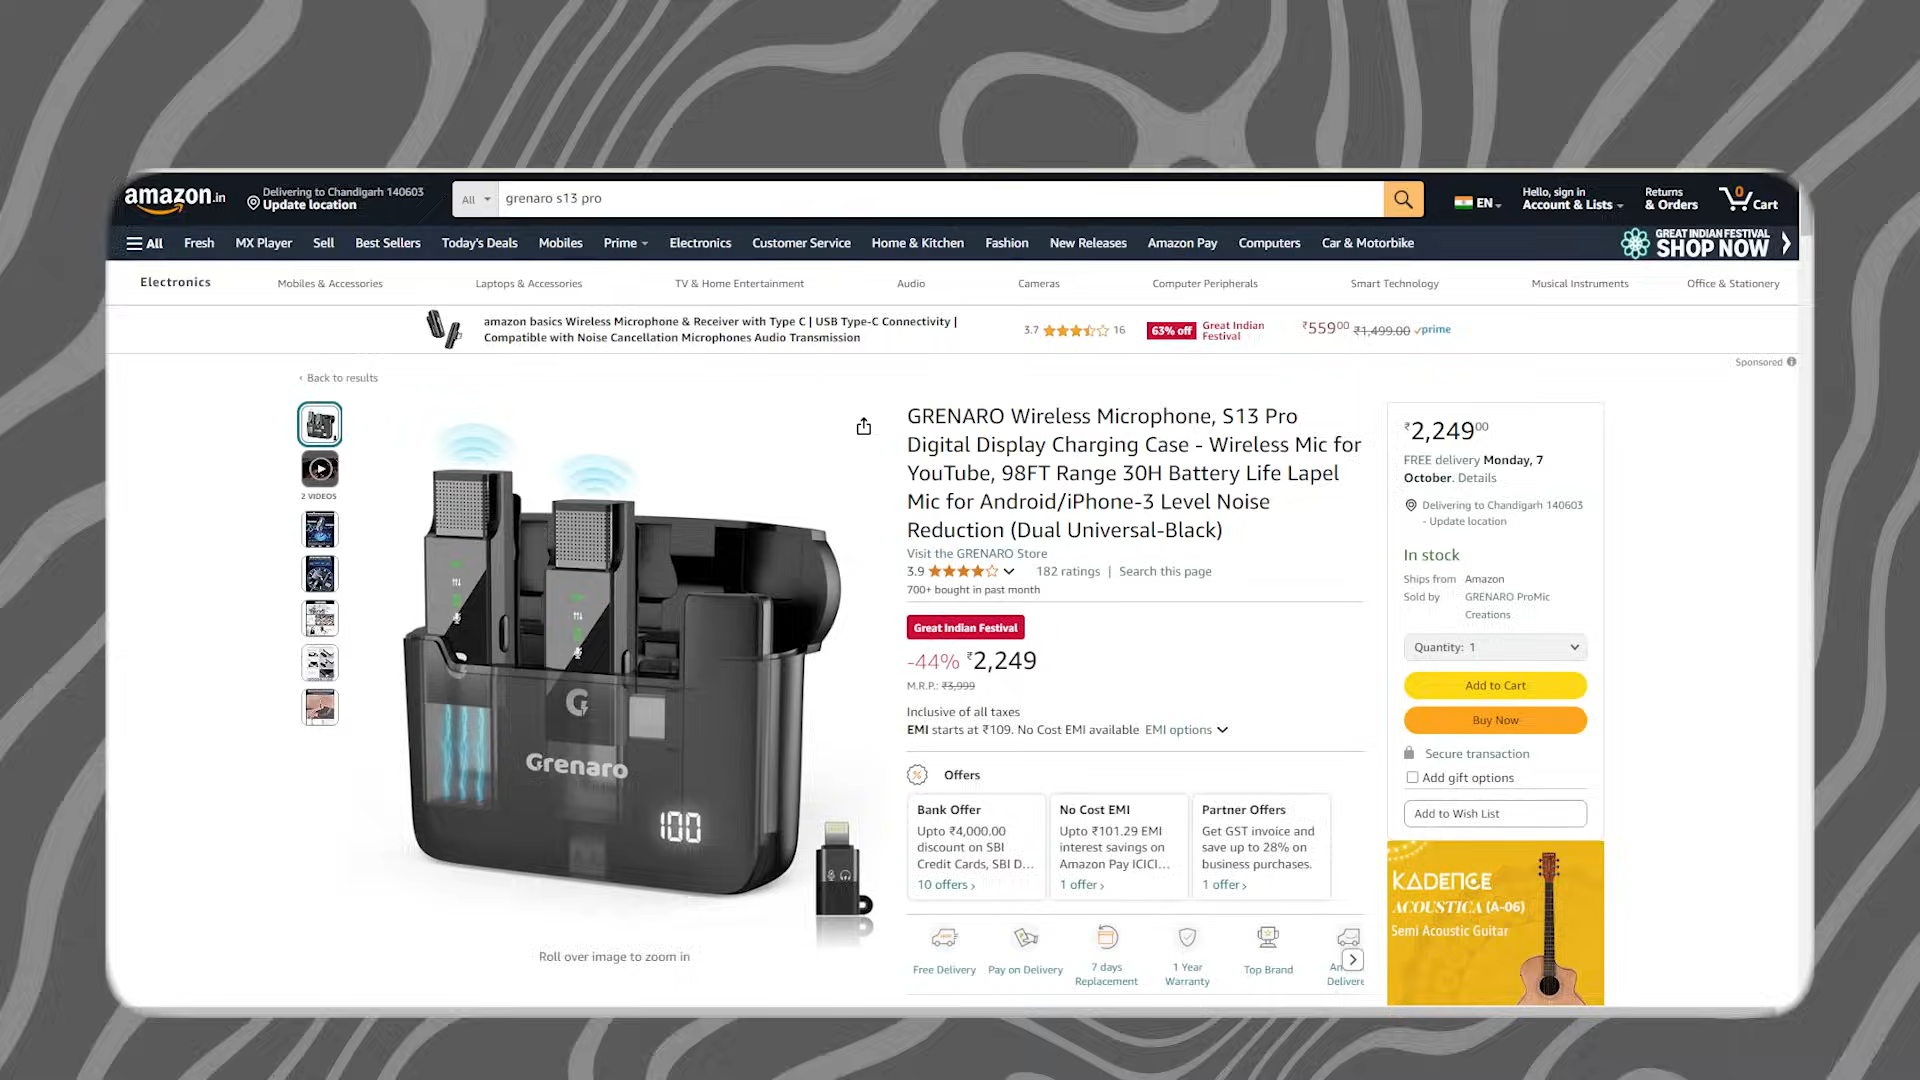 amazon.in
Delivering to Chandigarh 140603
Update location
All
grenaro s13 pro
EN
Hello, sign in
Account & Lists
Returns
& Orders
0
Cart
All
Fresh
MX Player
Sell
Best Sellers
Today's Deals
Mobiles
Prime
Electronics
Customer Service
Home & Kitchen
Fashion
New Releases
Amazon Pay
Computers
Car & Motorbike
GREAT INDIAN FESTIVAL
SHOP NOW
Electronics
Mobiles & Accessories
Laptops & Accessories
TV & Home Entertainment
Audio
Cameras
Computer Peripherals
Smart Technology
Musical Instruments
Office & Stationery
amazon basics Wireless Microphone & Receiver with Type C | USB Type-C Connectivity |
Compatible with Noise Cancellation Microphones Audio Transmission
3.7
16
63% off
Great Indian
Festival
₹55900
₹1,499.00
prime
Sponsored
‹ Back to results
2 VIDEOS
Grenaro
100
Roll over image to zoom in
GRENARO Wireless Microphone, S13 Pro
Digital Display Charging Case - Wireless Mic for
YouTube, 98FT Range 30H Battery Life Lapel
Mic for Android/iPhone-3 Level Noise
Reduction (Dual Universal-Black)
Visit the GRENARO Store
3.9
182 ratings | Search this page
700+ bought in past month
Great Indian Festival
-44% ₹2,249
M.R.P.: ₹3,999
Inclusive of all taxes
EMI starts at ₹109. No Cost EMI available EMI options
Offers
Bank Offer
Upto ₹4,000.00
discount on SBI
Credit Cards, SBI D...
10 offers ›
No Cost EMI
Upto ₹101.29 EMI
interest savings on
Amazon Pay ICICI...
1 offer ›
Partner Offers
Get GST invoice and
save up to 28% on
business purchases.
1 offer ›
Free Delivery
Pay on Delivery
7 days
Replacement
1 Year
Warranty
Top Brand
Am
Delivere
₹2,24900
FREE delivery Monday, 7
October. Details
Delivering to Chandigarh 140603
- Update location
In stock
Ships from Amazon
Sold by GRENARO ProMic
Creations
Quantity: 1
Add to Cart
Buy Now
Secure transaction
Add gift options
Add to Wish List
KADENCE
ACOUSTICA (A-06)
Semi Acoustic Guitar